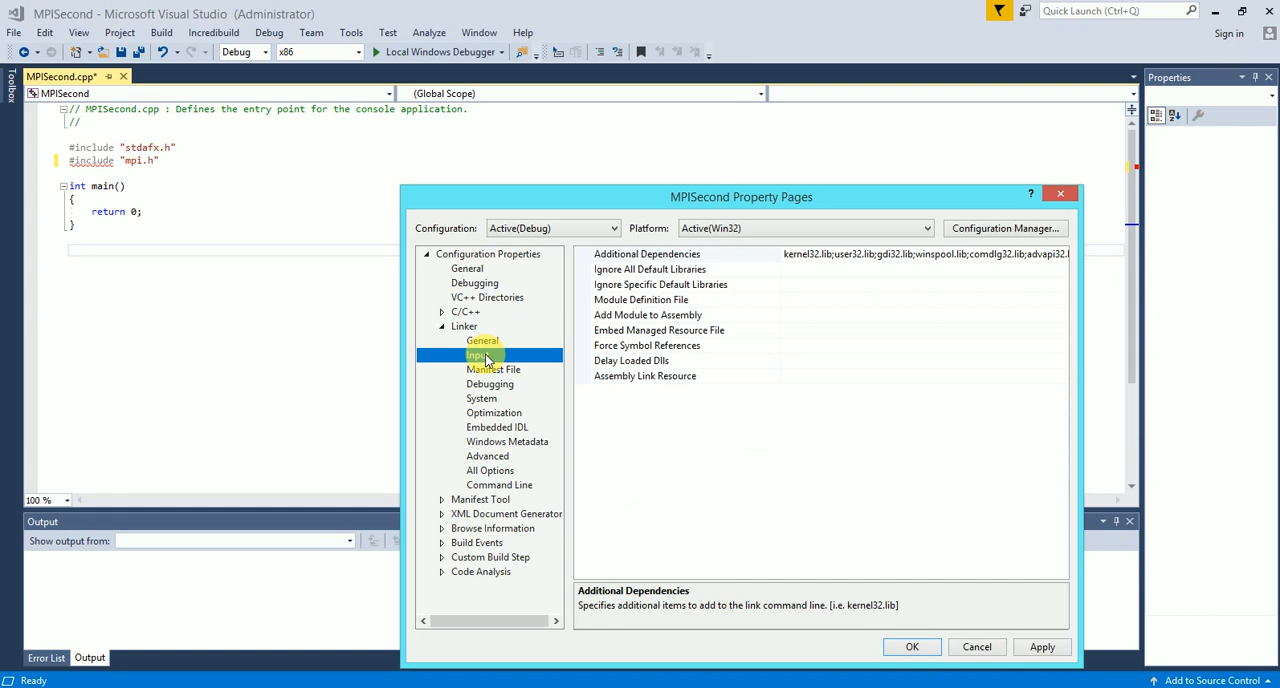 MPISecond - Microsoft Visual Studio (Administrator)
Quick Launch (Ctrl+Q)
File Edit View Project Build Incredibuild Debug Team Tools Test Analyze Window Help
Sign in
Debug x86 Local Windows Debugger
Toolbox
MPISecond.cpp*
Properties
MPISecond
(Global Scope)
// MPISecond.cpp : Defines the entry point for the console application.
//
#include "stdafx.h"
#include "mpi.h"
int main()
{
return 0;
}
100 %
Output
Show output from:
Error List
Output
Ready
Add to Source Control
MPISecond Property Pages
?
Configuration: Active(Debug) Platform: Active(Win32) Configuration Manager...
Configuration Properties
General
Debugging
VC++ Directories
C/C++
Linker
General
Input
Manifest File
Debugging
System
Optimization
Embedded IDL
Windows Metadata
Advanced
All Options
Command Line
Manifest Tool
XML Document Generator
Browse Information
Build Events
Custom Build Step
Code Analysis
Additional Dependencies kernel32.lib;user32.lib;gdi32.lib;winspool.lib;comdlg32.lib;advapi32.l
Ignore All Default Libraries
Ignore Specific Default Libraries
Module Definition File
Add Module to Assembly
Embed Managed Resource File
Force Symbol References
Delay Loaded Dlls
Assembly Link Resource
Additional Dependencies
Specifies additional items to add to the link command line. [i.e. kernel32.lib]
OK Cancel Apply